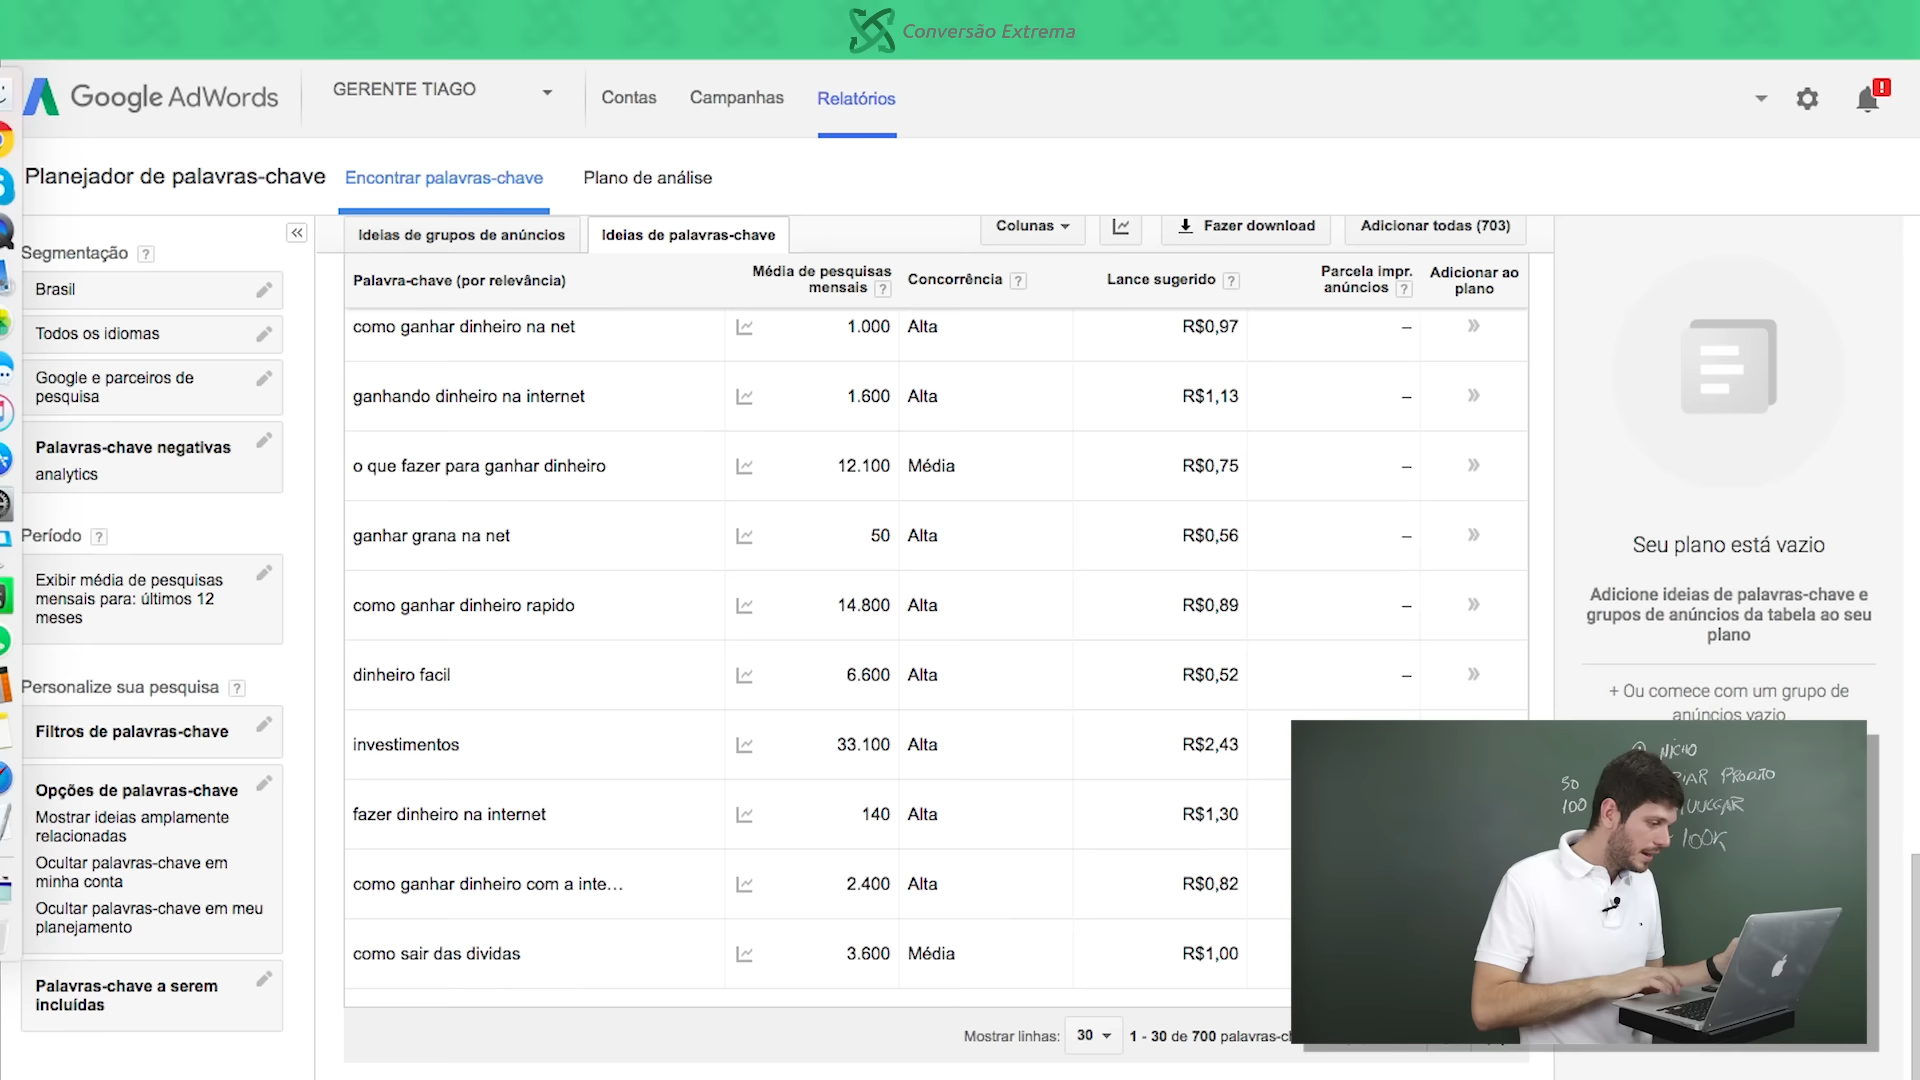 Conversão Extrema
Google AdWords
GERENTE TIAGO
Contas
Campanhas
Relatórios
!
Planejador de palavras-chave
Encontrar palavras-chave
Plano de análise
Segmentação ?
Brasil
Todos os idiomas
Google e parceiros de
pesquisa
Palavras-chave negativas
analytics
Período ?
Exibir média de pesquisas
mensais para: últimos 12
meses
Personalize sua pesquisa ?
Filtros de palavras-chave
Opções de palavras-chave
Mostrar ideias amplamente
relacionadas
Ocultar palavras-chave em
minha conta
Ocultar palavras-chave em meu
planejamento
Palavras-chave a serem
incluídas
Ideias de grupos de anúncios
Ideias de palavras-chave
Colunas
Fazer download
Adicionar todas (703)
Palavra-chave (por relevância)
Média de pesquisas
mensais ?
Concorrência ?
Lance sugerido ?
Parcela impr.
anúncios ?
Adicionar ao
plano
como ganhar dinheiro na net 1.000 Alta R$0,97 –
ganhando dinheiro na internet 1.600 Alta R$1,13 –
o que fazer para ganhar dinheiro 12.100 Média R$0,75 –
ganhar grana na net 50 Alta R$0,56 –
como ganhar dinheiro rapido 14.800 Alta R$0,89 –
dinheiro facil 6.600 Alta R$0,52 –
investimentos 33.100 Alta R$2,43
fazer dinheiro na internet 140 Alta R$1,30
como ganhar dinheiro com a inte... 2.400 Alta R$0,82
como sair das dividas 3.600 Média R$1,00
Mostrar linhas: 30 1 - 30 de 700
Seu plano está vazio
Adicione ideias de palavras-chave e
grupos de anúncios da tabela ao seu
plano
+ Ou comece com um grupo de
anúncios vazio
NICHO
50
PRODUTO
100
100K